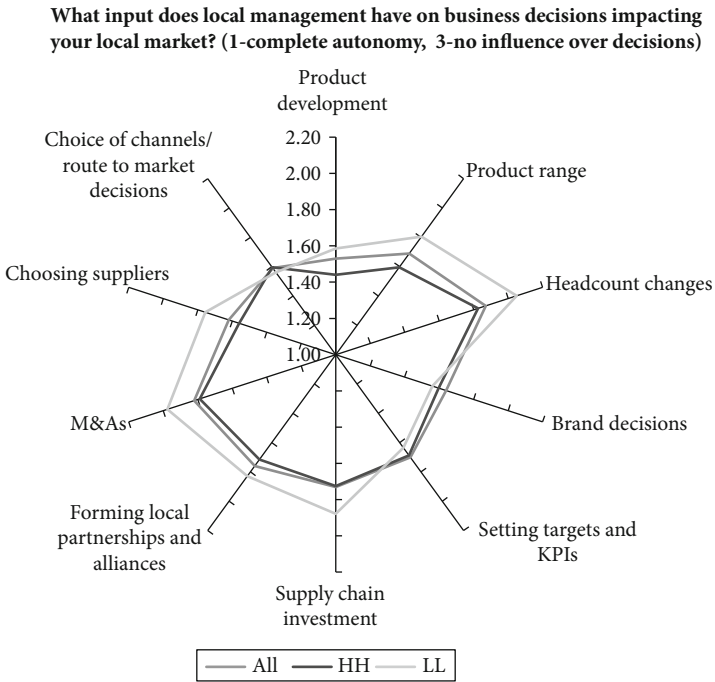 What input does local management have on business decisions impacting
your local market? (1-complete autonomy, 3-no influence over decisions)
Product
development
Choice of channels/
route to market
decisions
2.20
2.00
1.80
1.60
1.40
1.20
1.00
Product range
Choosing suppliers
Headcount changes
M&As
Brand decisions
Forming local
partnerships and
alliances
Setting targets and
KPIs
Supply chain
investment
All HH LL